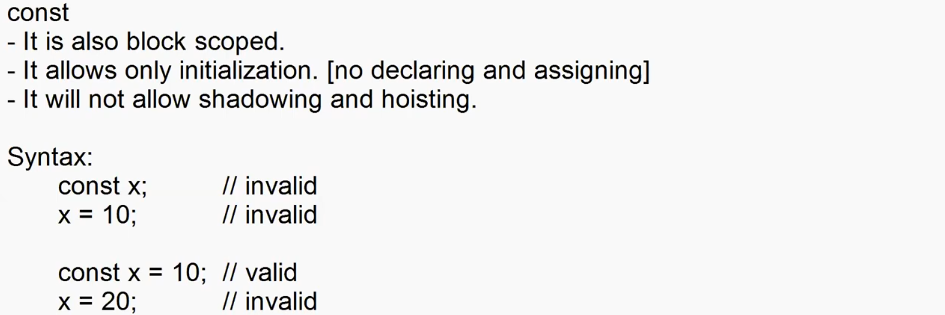 const
- It is also block scoped.
- It allows only initialization. [no declaring and assigning]
- It will not allow shadowing and hoisting.
Syntax:
const x; // invalid
x = 10; // invalid
const x = 10; // valid
x = 20; // invalid